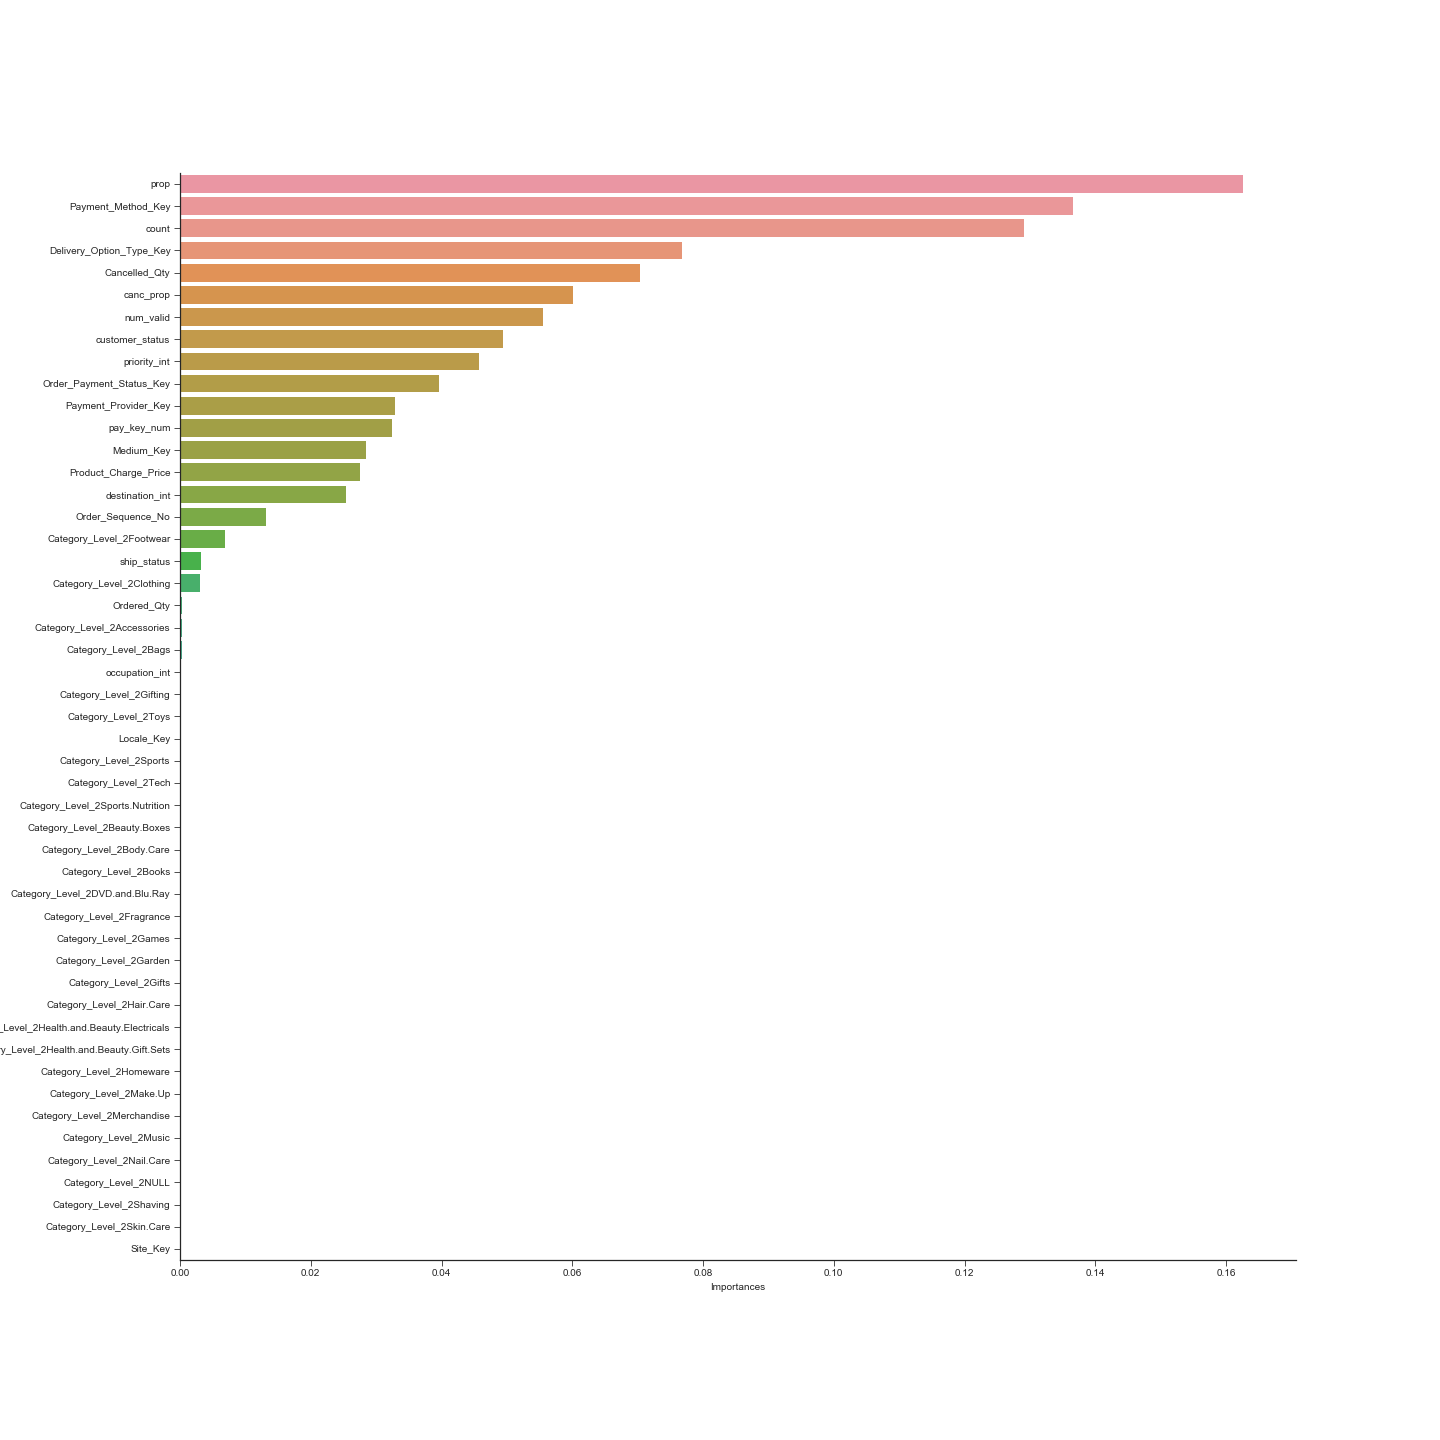 prop
Payment_Method_Key
count
Delivery_Option_Type_Key
Cancelled_Qty
canc_prop
num_valid
customer_status
priority_int
Order_Payment_Status_Key
Payment_Provider_Key
pay_key_num
Medium_Key
Product_Charge_Price
destination_int
Order_Sequence_No
Category_Level_2Footwear
ship_status
Category_Level_2Clothing
Ordered_Qty
Category_Level_2Accessories
Category_Level_2Bags
occupation_int
Category_Level_2Gifting
Category_Level_2Toys
Locale_Key
Category_Level_2Sports
Category_Level_2Tech
Category_Level_2Sports.Nutrition
Category_Level_2Beauty.Boxes
Category_Level_2Body.Care
Category_Level_2Books
Category_Level_2DVD.and.Blu.Ray
Category_Level_2Fragrance
Category_Level_2Games
Category_Level_2Garden
Category_Level_2Gifts
Category_Level_2Hair.Care
_Level_2Health.and.Beauty.Electricals
y_Level_2Health.and.Beauty.Gift.Sets
Category_Level_2Homeware
Category_Level_2Make.Up
Category_Level_2Merchandise
Category_Level_2Music
Category_Level_2Nail.Care
Category_Level_2NULL
Category_Level_2Shaving
Category_Level_2Skin.Care
Site_Key
0.00 0.02 0.04 0.06 0.08 0.10 0.12 0.14 0.16
Importances